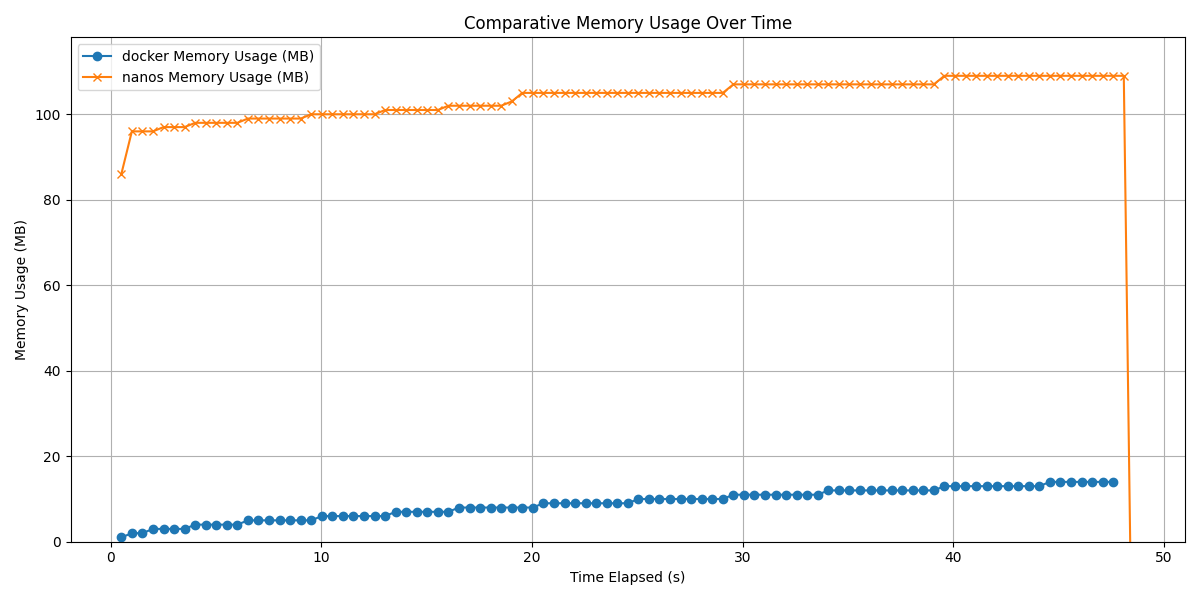 Comparative Memory Usage Over Time
docker Memory Usage (MB)
nanos Memory Usage (MB)
Memory Usage (MB)
100
80
60
40
20
0
0 10 20 30 40 50
Time Elapsed (s)